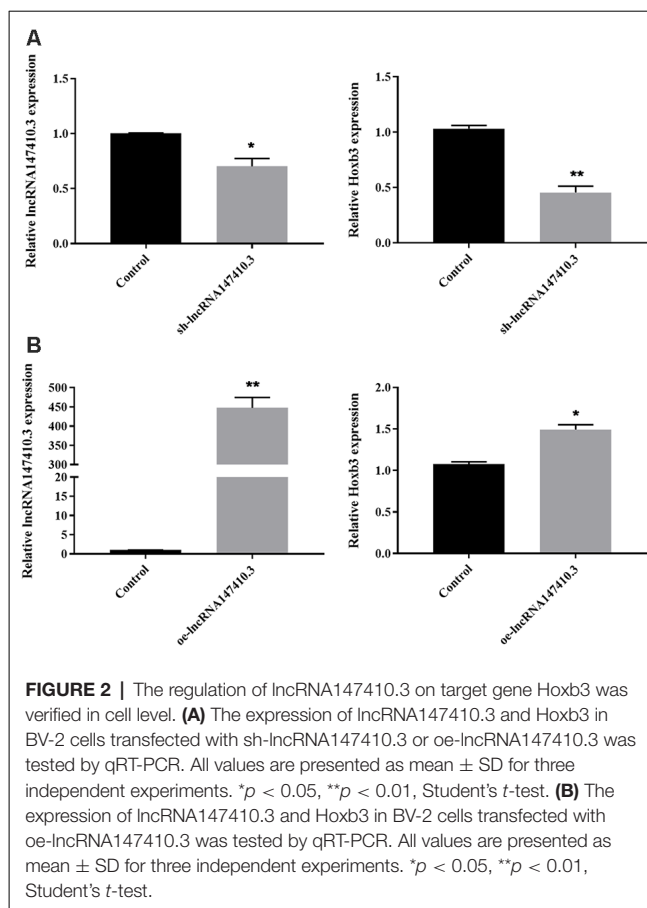 A
Relative lncRNA147410.3 expression
1.5
1.0
0.5
0.0
*
Control
sh-lncRNA147410.3
Relative Hoxb3 expression
1.5
1.0
0.5
0.0
**
Control
sh-lncRNA147410.3
B
Relative lncRNA147410.3 expression
500
450
400
350
300
20
15
10
5
0
**
Control
oe-lncRNA147410.3
Relative Hoxb3 expression
2.0
1.5
1.0
0.5
0.0
*
Control
oe-lncRNA147410.3
FIGURE 2 | The regulation of lncRNA147410.3 on target gene Hoxb3 was
verified in cell level. (A) The expression of lncRNA147410.3 and Hoxb3 in
BV-2 cells transfected with sh-lncRNA147410.3 or oe-lncRNA147410.3 was
tested by qRT-PCR. All values are presented as mean ± SD for three
independent experiments. *p < 0.05, **p < 0.01, Student's t-test. (B) The
expression of lncRNA147410.3 and Hoxb3 in BV-2 cells transfected with
oe-lncRNA147410.3 was tested by qRT-PCR. All values are presented as
mean ± SD for three independent experiments. *p < 0.05, **p < 0.01,
Student's t-test.